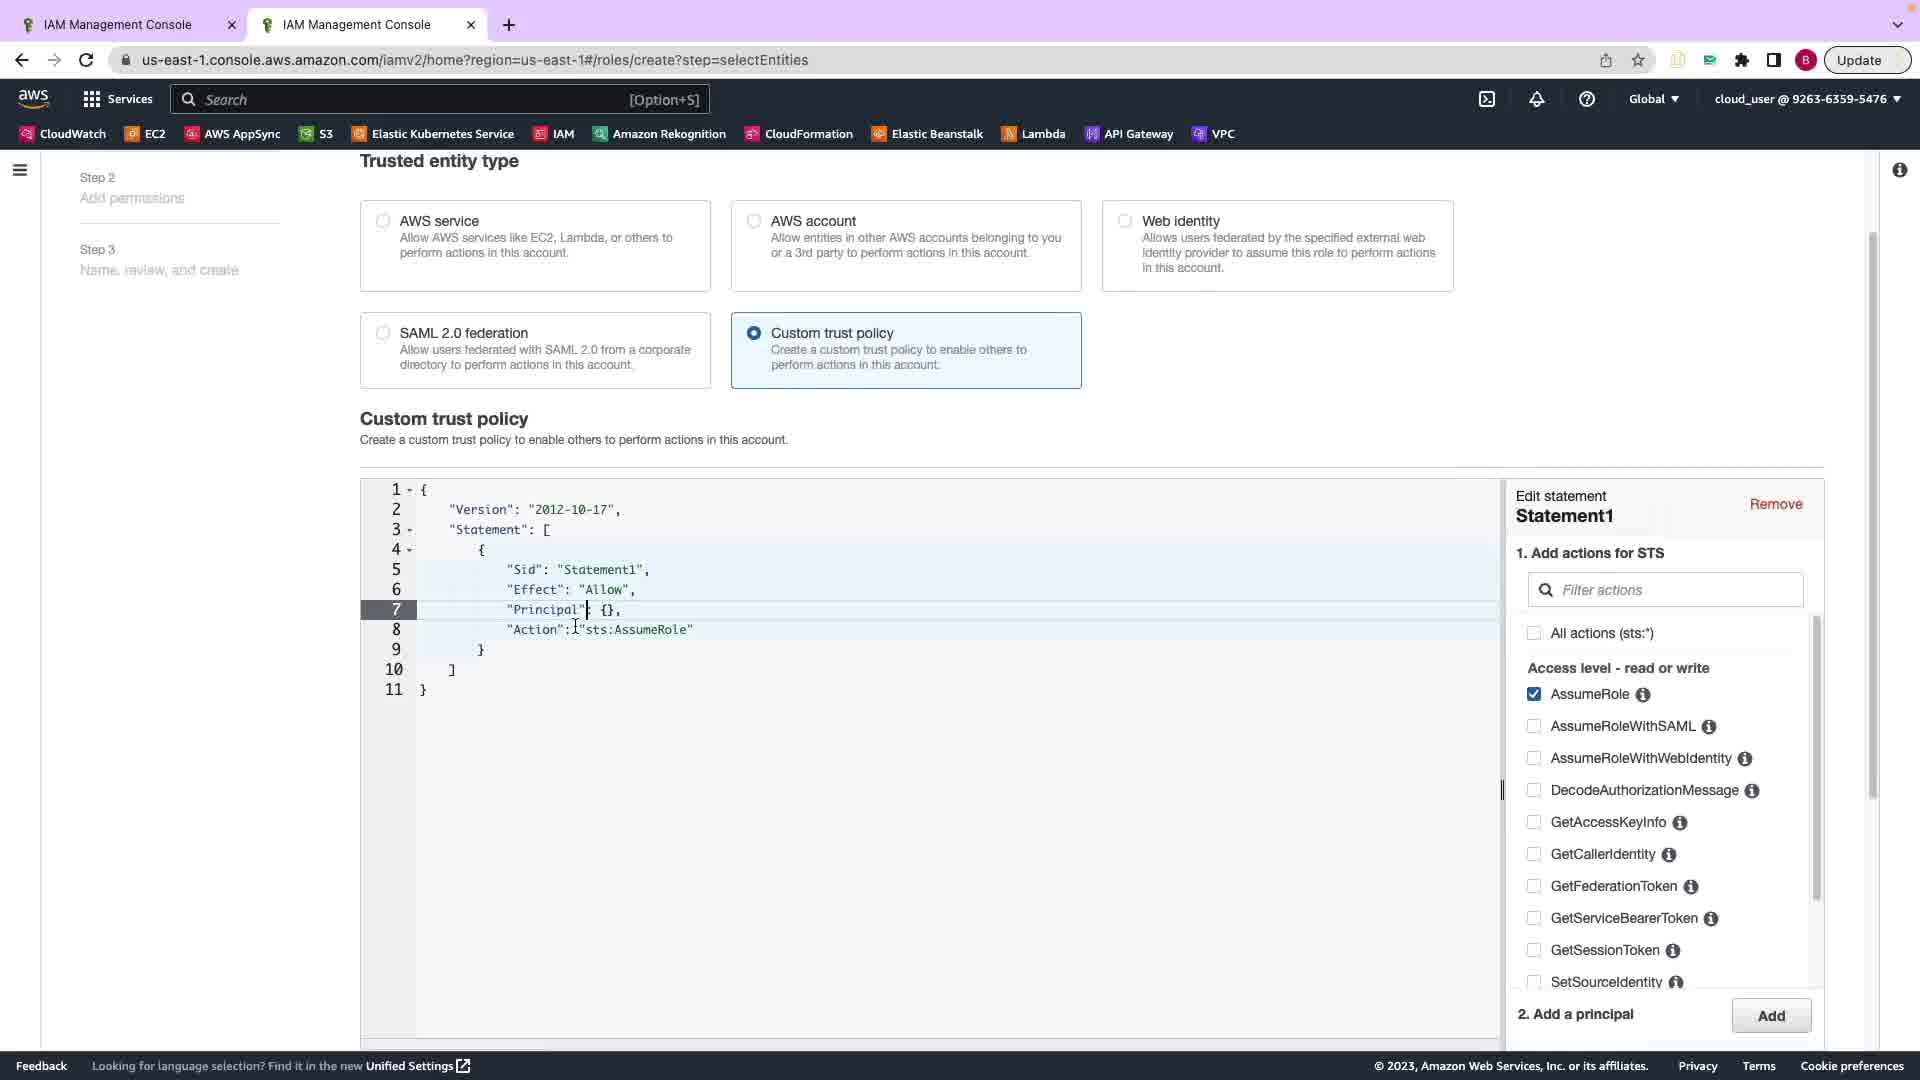 IAM Management Console
IAM Management Console
us-east-1.console.aws.amazon.com/iamv2/home?region=us-east-1#/roles/create?step=selectEntities
B
Update
aws
Services
Search
[Option+S]
Global
cloud_user @ 9263-6359-5476
CloudWatch
EC2
AWS AppSync
S3
Elastic Kubernetes Service
IAM
Amazon Rekognition
CloudFormation
Elastic Beanstalk
Lambda
API Gateway
VPC
Step 2
Add permissions
Step 3
Name, review, and create
Trusted entity type
AWS service
Allow AWS services like EC2, Lambda, or others to
perform actions in this account.
AWS account
Allow entities in other AWS accounts belonging to you
or a 3rd party to perform actions in this account.
Web identity
Allows users federated by the specified external web
identity provider to assume this role to perform actions
in this account.
SAML 2.0 federation
Allow users federated with SAML 2.0 from a corporate
directory to perform actions in this account.
Custom trust policy
Create a custom trust policy to enable others to
perform actions in this account.
Custom trust policy
Create a custom trust policy to enable others to perform actions in this account.
1 {
2 "Version": "2012-10-17",
3 "Statement": [
4 {
5 "Sid": "Statement1",
6 "Effect": "Allow",
7 "Principal": {},
8 "Action": "sts:AssumeRole"
9 }
10 ]
11 }
Edit statement
Statement1
Remove
1. Add actions for STS
Filter actions
All actions (sts:*)
Access level - read or write
AssumeRole
AssumeRoleWithSAML
AssumeRoleWithWebIdentity
DecodeAuthorizationMessage
GetAccessKeyInfo
GetCallerIdentity
GetFederationToken
GetServiceBearerToken
GetSessionToken
SetSourceIdentity
2. Add a principal
Add
Feedback
Looking for language selection? Find it in the new Unified Settings
© 2023, Amazon Web Services, Inc. or its affiliates.
Privacy
Terms
Cookie preferences